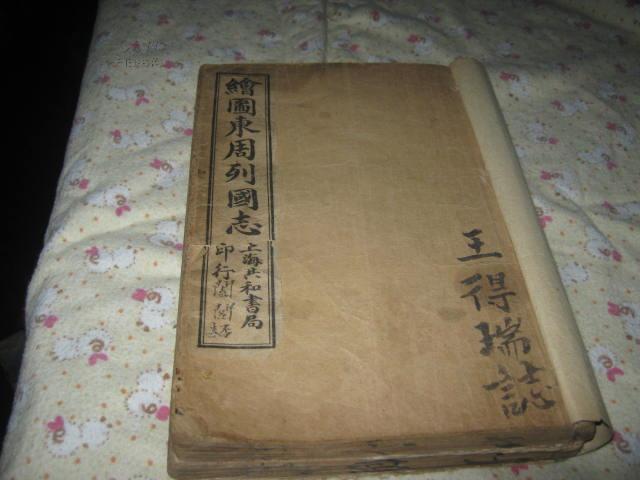 繪圖東周列國志
上海共和書局
印行
王得瑞誌